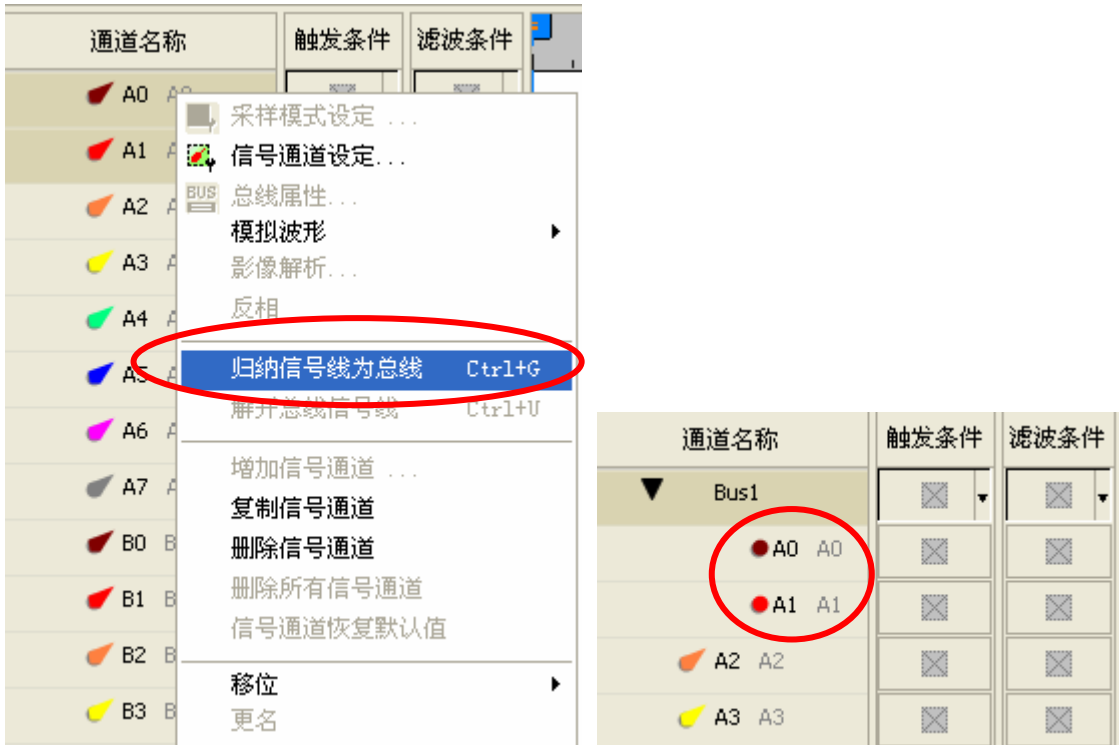 通道名称 触发条件 滤波条件
A0 A0
A1 A
A2 A
A3 A
A4 A
A5 A
A6 A
A7 A
B0 B
B1 B
B2 B
B3 B
采样模式设定 ...
信号通道设定...
BUS 总线属性...
模拟波形
影像解析...
反相
归纳信号线为总线 Ctrl+G
解开总线信号线 Ctrl+U
增加信号通道 ...
复制信号通道
删除信号通道
删除所有信号通道
信号通道恢复默认值
移位
更名
通道名称 触发条件 滤波条件
Bus1
A0 A0
A1 A1
A2 A2
A3 A3